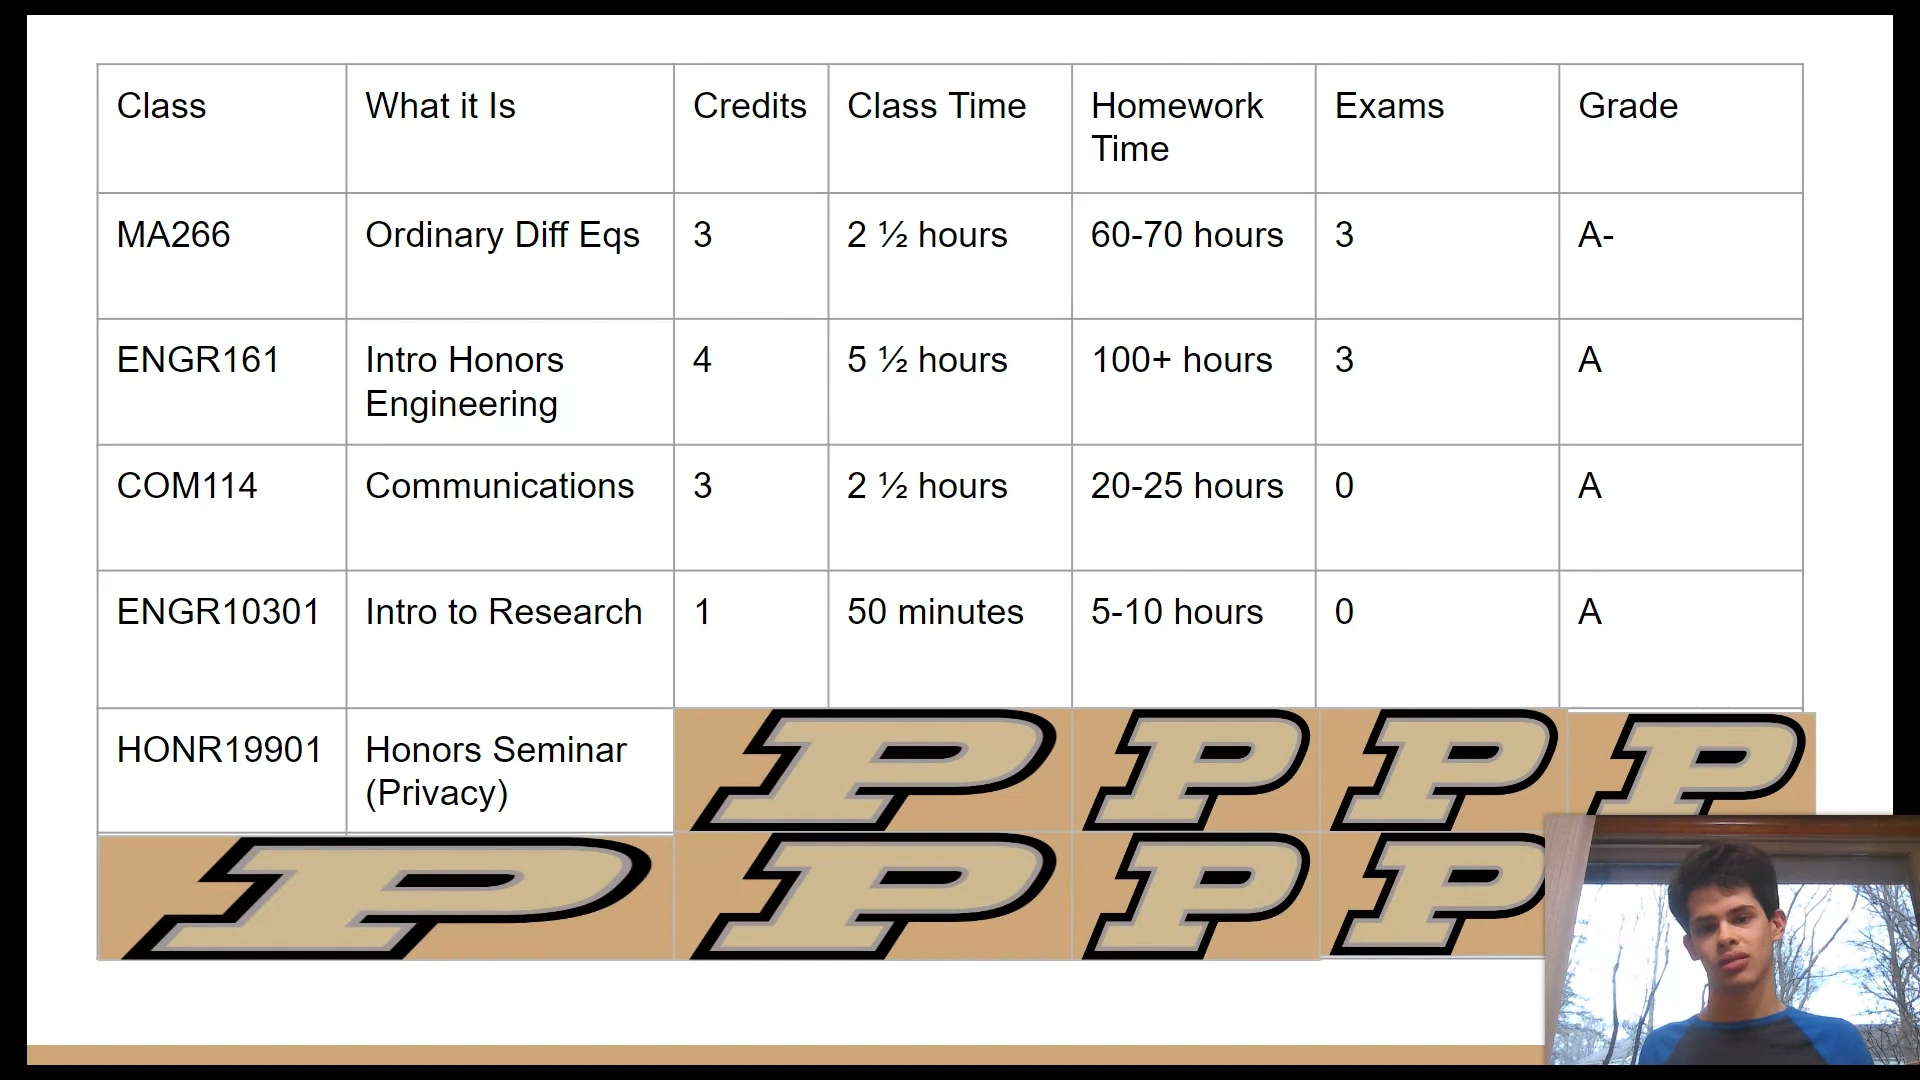 Class What it Is Credits Class Time Homework Time Exams Grade
MA266 Ordinary Diff Eqs 3 2 ½ hours 60-70 hours 3 A-
ENGR161 Intro Honors Engineering 4 5 ½ hours 100+ hours 3 A
COM114 Communications 3 2 ½ hours 20-25 hours 0 A
ENGR10301 Intro to Research 1 50 minutes 5-10 hours 0 A
HONR19901 Honors Seminar (Privacy) P P P P
P P P P